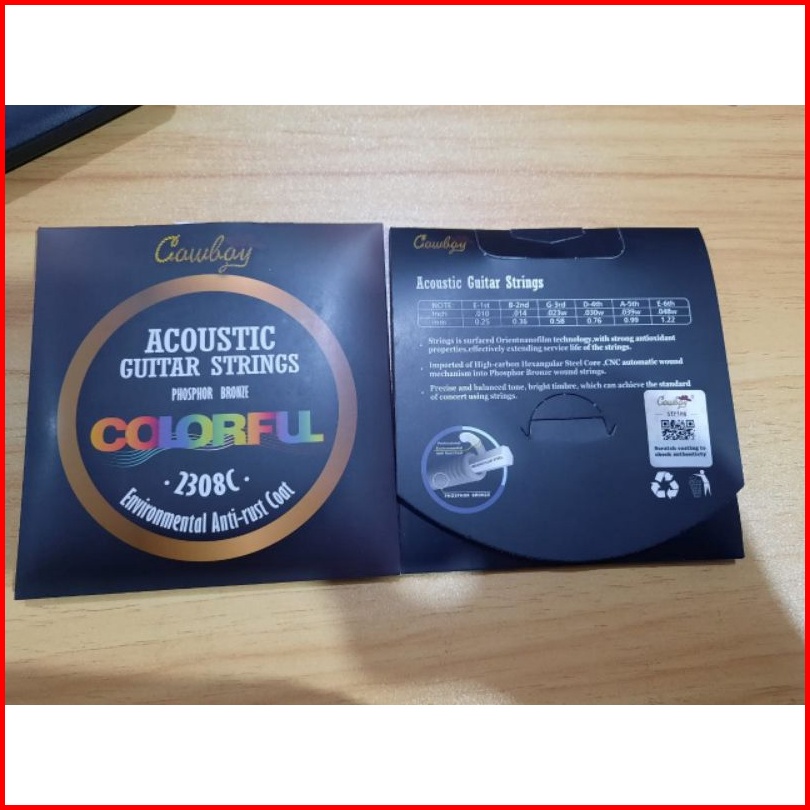 Cowboy
ACOUSTIC
GUITAR STRINGS
PHOSPHOR BRONZE
COLORFUL
·2308C·
Environmental Anti-rust Coat
Cowboy
Acoustic Guitar Strings
NOTE E-1st B-2nd G-3rd D-4th A-5th E-6th
Inch .010 .014 .023w .030w .039w .048w
mm 0.25 0.36 0.58 0.76 0.99 1.22
Strings is surfaced Orientnanofilm technology,with strong antioxidant
properties,effectively extending service life of the strings.
Imported of High-carbon Hexangular Steel Core ,CNC automatic wound
mechanism into Phosphor Bronze wound strings.
Precise and balanced tone, bright timbre, which can achieve the standard
of concert using strings.
Cowboy
STRING
Scratch coating to
check authenticity
PHOSPHOR BRONZE